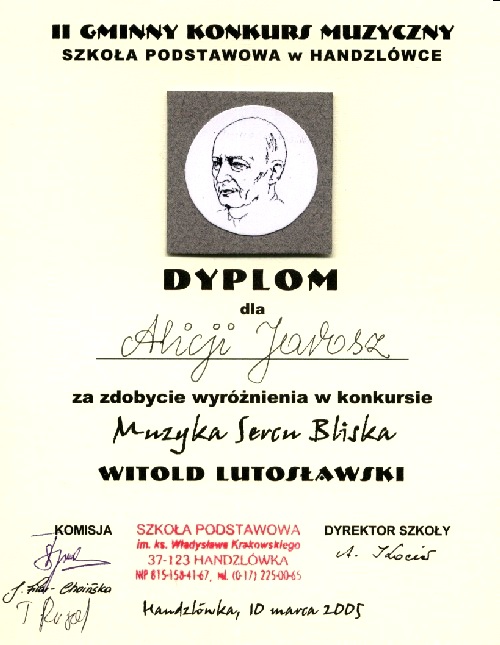 II GMINNY KONKURS MUZYCZNY
SZKOŁA PODSTAWOWA w HANDZLÓWCE
DYPLOM
dla
Alicji Jarosz
za zdobycie wyróżnienia w konkursie
Muzyka Sercu Bliska
WITOLD LUTOSŁAWSKI
KOMISJA
SZKOŁA PODSTAWOWA
im. ks. Władysława Krakowskiego
37-123 HANDZLÓWKA
NIP 815-158-41-67, tel. (0-17) 225-00-65
DYREKTOR SZKOŁY
Handzlówka, 10 marca 2005